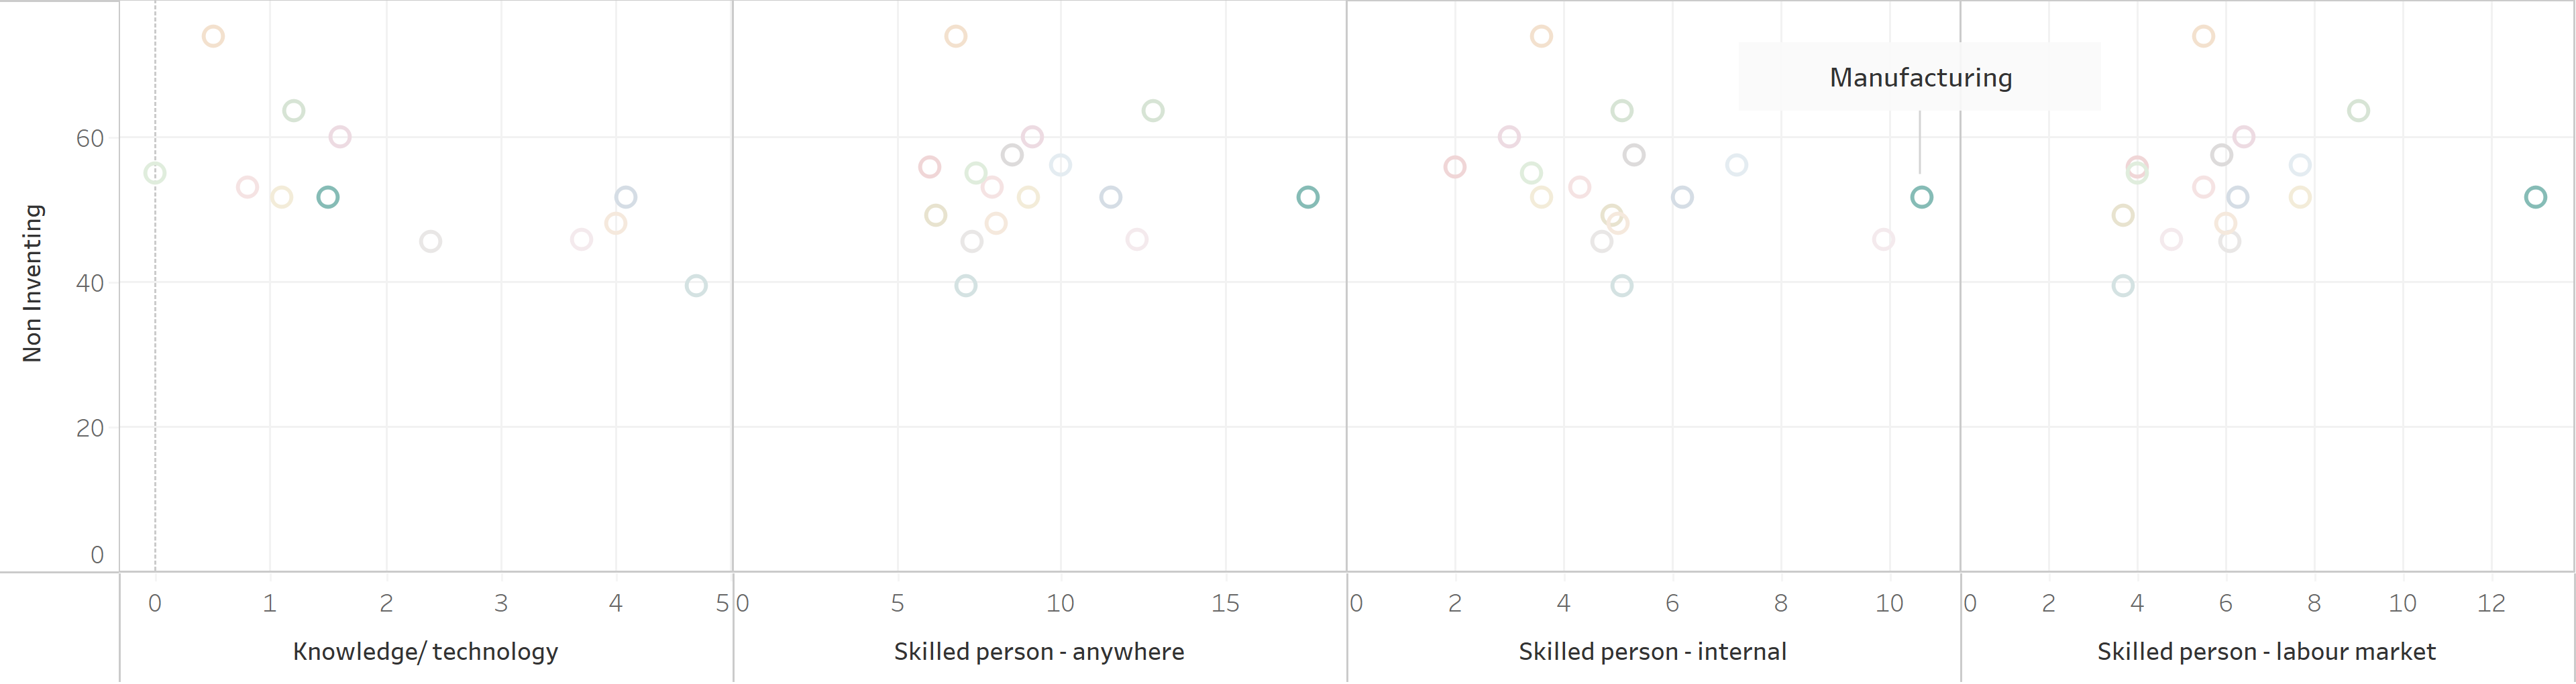 Manufacturing
Non Inventing
60
40
20
0
0 1 2 3 4 5
0 5 10 15
0 2 4 6 8 10
0 2 4 6 8 10 12
Knowledge/ technology
Skilled person - anywhere
Skilled person - internal
Skilled person - labour market